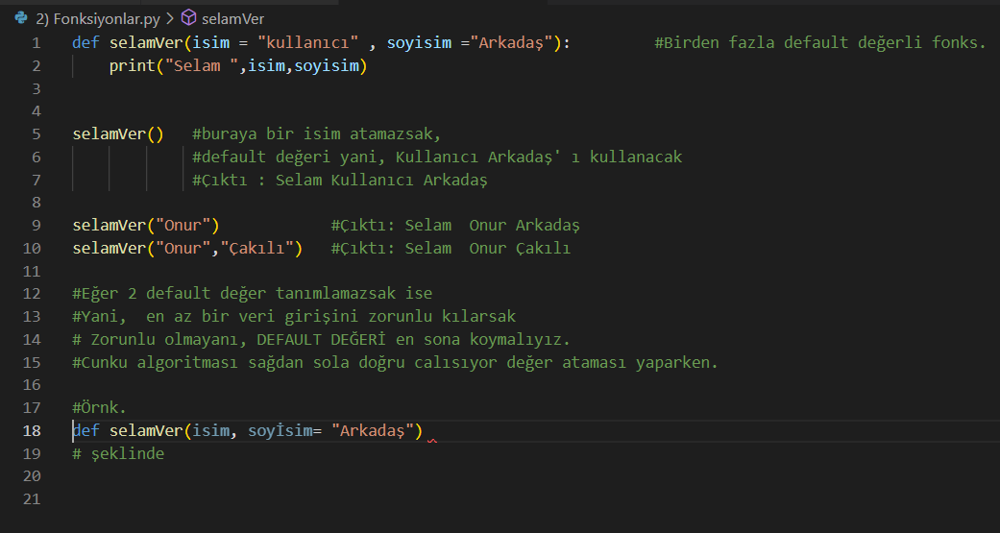 2) Fonksiyonlar.py > selamVer
1 def selamVer(isim = "kullanıcı" , soyisim ="Arkadaş"): #Birden fazla default değerli fonks.
2 print("Selam ",isim,soyisim)
3
4
5 selamVer() #buraya bir isim atamazsak,
6 #default değeri yani, Kullanıcı Arkadaş' ı kullanacak
7 #Çıktı : Selam Kullanıcı Arkadaş
8
9 selamVer("Onur") #Çıktı: Selam  Onur Arkadaş
10 selamVer("Onur","Çakılı") #Çıktı: Selam  Onur Çakılı
11
12 #Eğer 2 default değer tanımlamazsak ise
13 #Yani,  en az bir veri girişini zorunlu kılarsak
14 # Zorunlu olmayanı, DEFAULT DEĞERİ en sona koymalıyız.
15 #Cunku algoritması sağdan sola doğru calısıyor değer ataması yaparken.
16
17 #Örnk.
18 def selamVer(isim, soyİsim= "Arkadaş")
19 # şeklinde
20
21